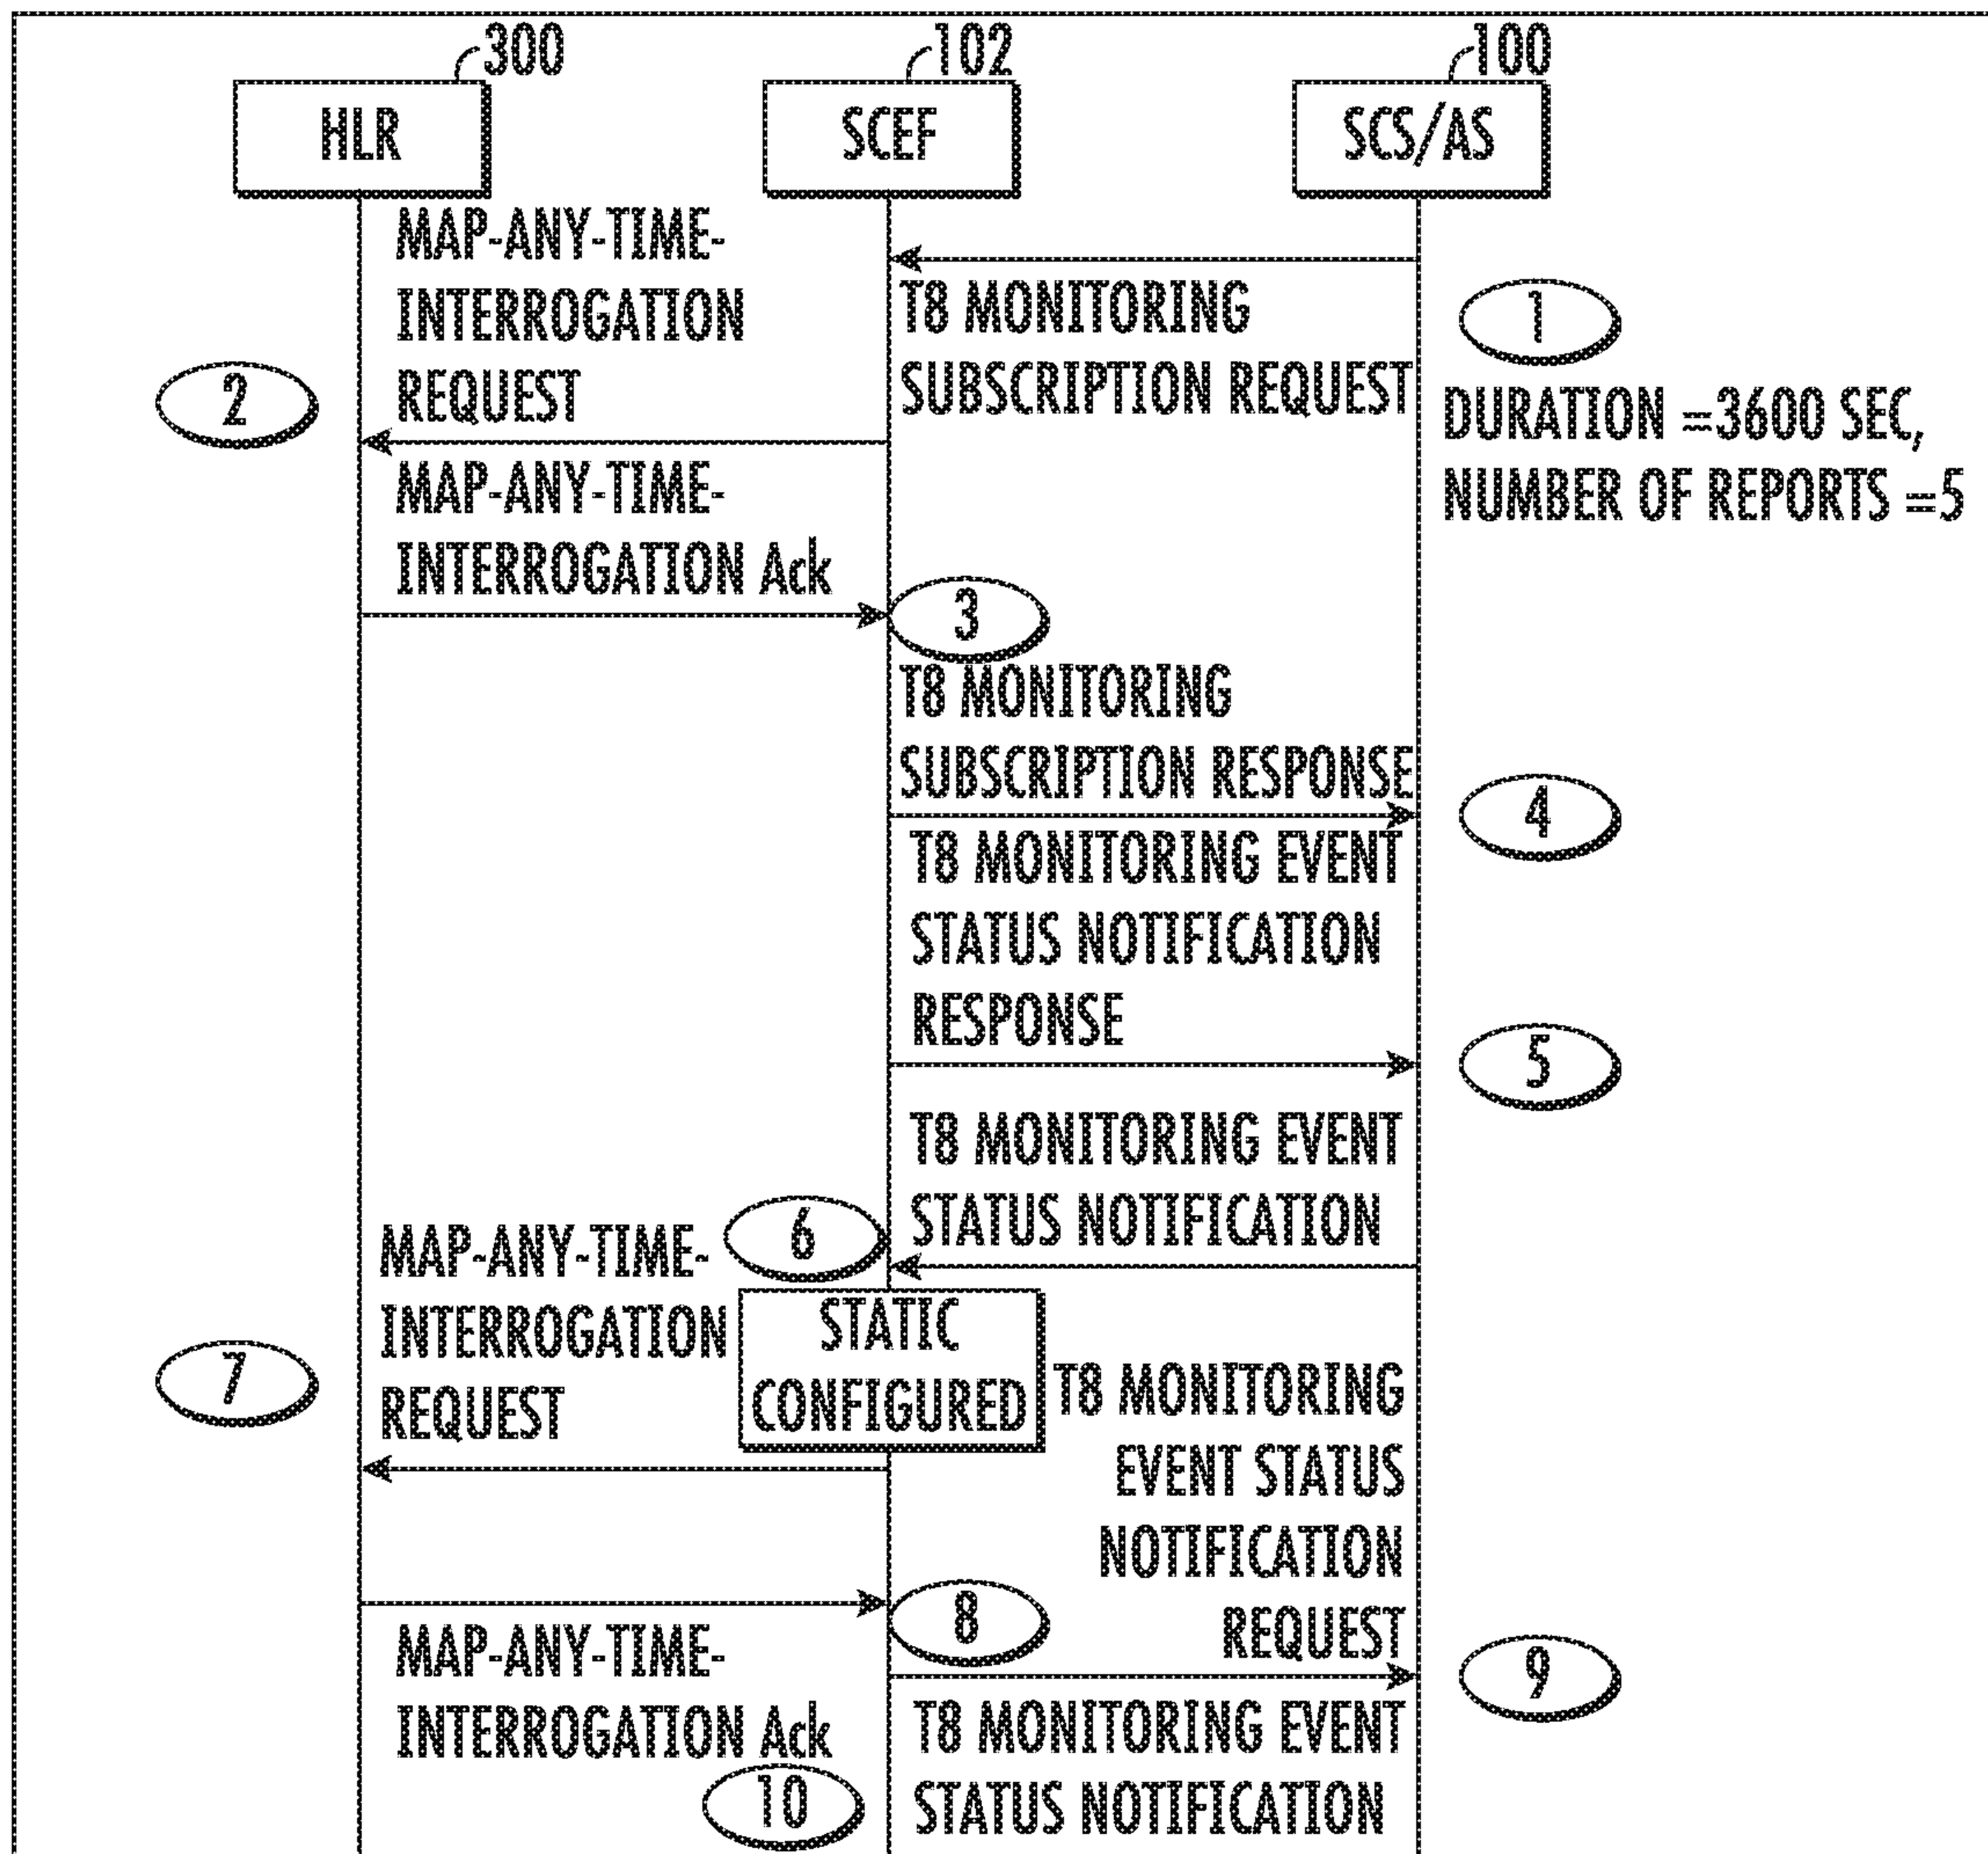 300
102
100
HLR
SCEF
SCS/AS
MAP-ANY-TIME-
INTERROGATION
REQUEST
2
T8 MONITORING
SUBSCRIPTION REQUEST
1
DURATION =3600 SEC,
NUMBER OF REPORTS =5
MAP-ANY-TIME-
INTERROGATION Ack
3
T8 MONITORING
SUBSCRIPTION RESPONSE
4
T8 MONITORING EVENT
STATUS NOTIFICATION
RESPONSE
5
T8 MONITORING EVENT
STATUS NOTIFICATION
6
MAP-ANY-TIME-
INTERROGATION
REQUEST
7
STATIC
CONFIGURED
T8 MONITORING
EVENT STATUS
NOTIFICATION
REQUEST
8
9
MAP-ANY-TIME-
INTERROGATION Ack
10
T8 MONITORING EVENT
STATUS NOTIFICATION